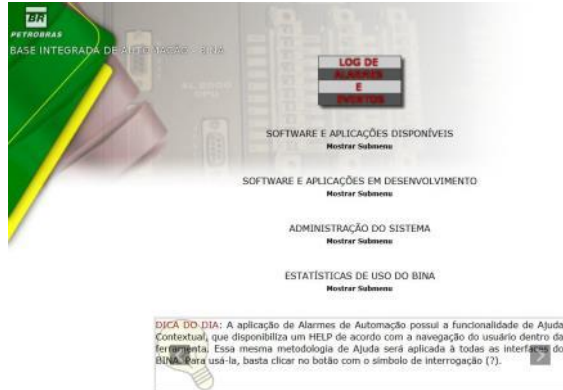 BR
PETROBRAS
BASE INTEGRADA DE AUTOMAÇÃO - BINA
LOG DE
ALARMES
E
EVENTOS
SOFTWARE E APLICAÇÕES DISPONÍVEIS
Mostrar Submenu
SOFTWARE E APLICAÇÕES EM DESENVOLVIMENTO
Mostrar Submenu
ADMINISTRAÇÃO DO SISTEMA
Mostrar Submenu
ESTATÍSTICAS DE USO DO BINA
Mostrar Submenu
DICA DO DIA: A aplicação de Alarmes de Automação possui a funcionalidade de Ajuda
Contextual, que disponibiliza um HELP de acordo com a navegação do usuário dentro da
ferramenta. Essa mesma metodologia de Ajuda será aplicada à todas as interfaces do
BINA. Para usá-la, basta clicar no botão com o símbolo de interrogação (?).